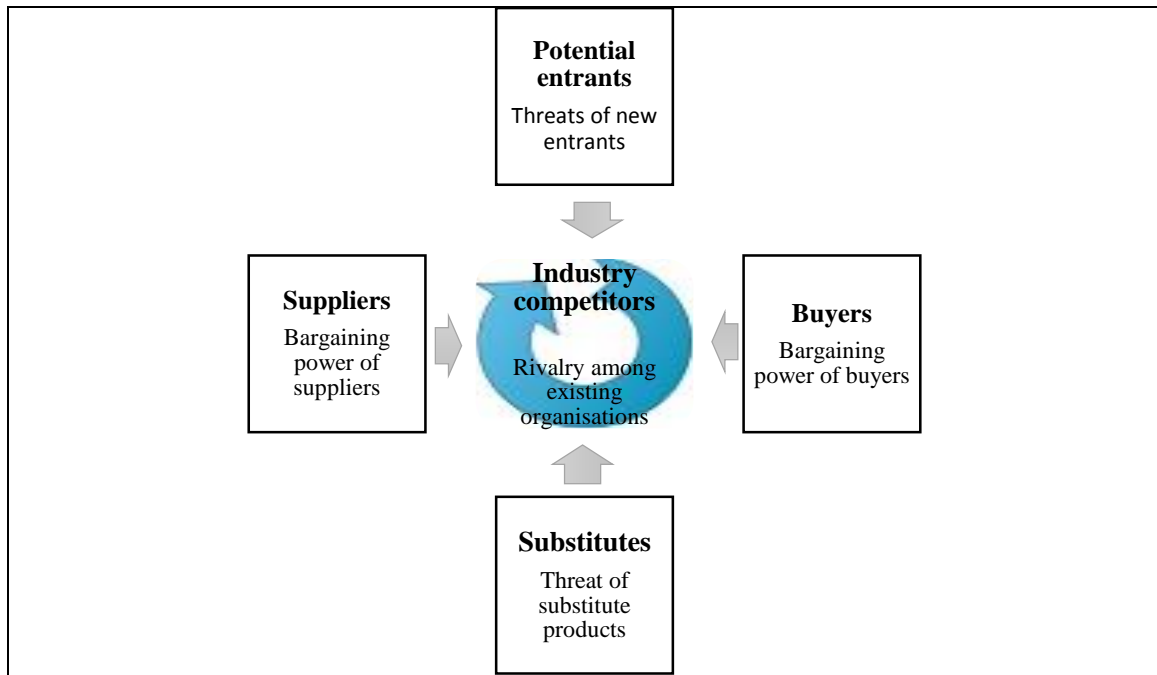 Potential
entrants
Threats of new
entrants
Suppliers
Bargaining
power of
suppliers
Industry
competitors
Rivalry among
existing
organisations
Buyers
Bargaining
power of buyers
Substitutes
Threat of
substitute
products